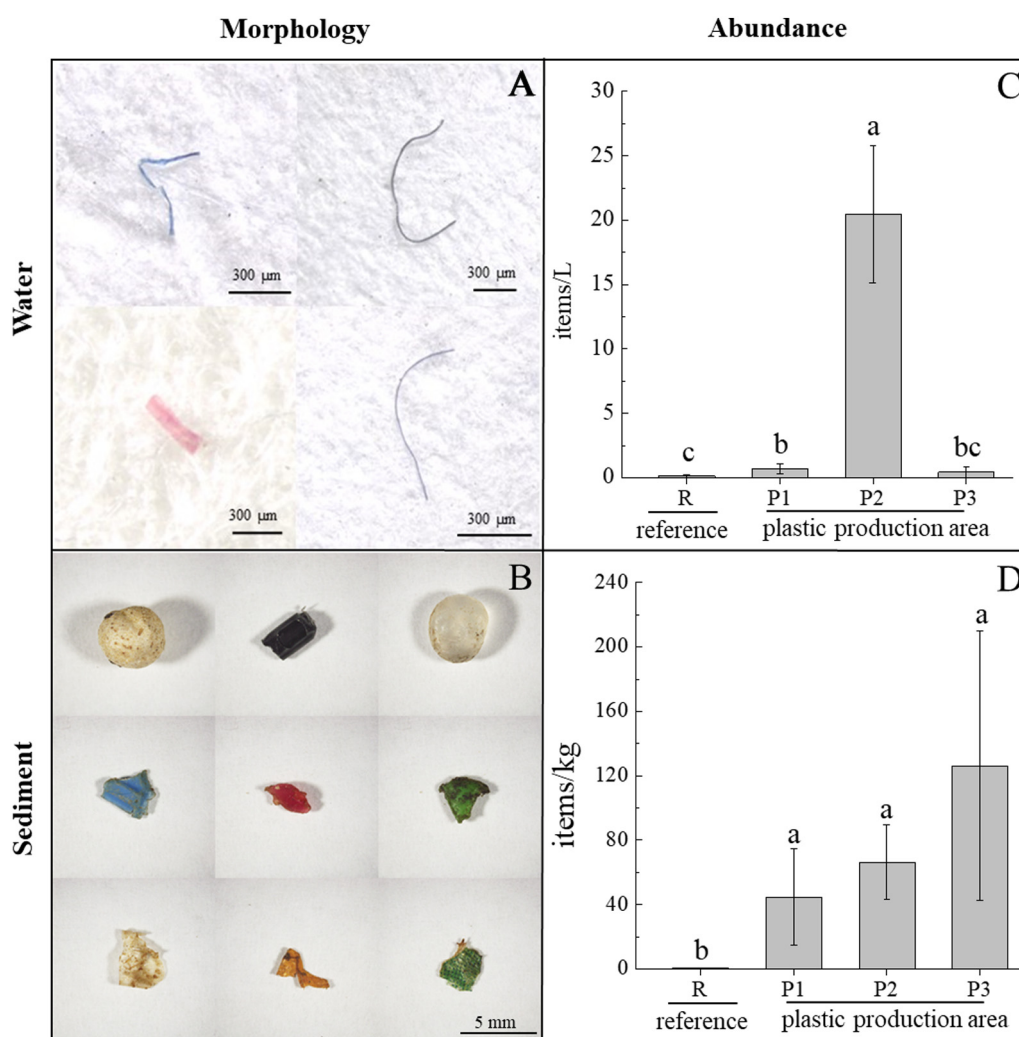 Morphology
Abundance
Water
A
300 µm
300 µm
300 µm
300 µm
C
30
25
20
15
10
5
0
items/L
c
b
a
bc
R
P1
P2
P3
reference
plastic production area
Sediment
B
5 mm
D
240
200
160
120
80
40
0
items/kg
b
a
a
a
R
P1
P2
P3
reference
plastic production area